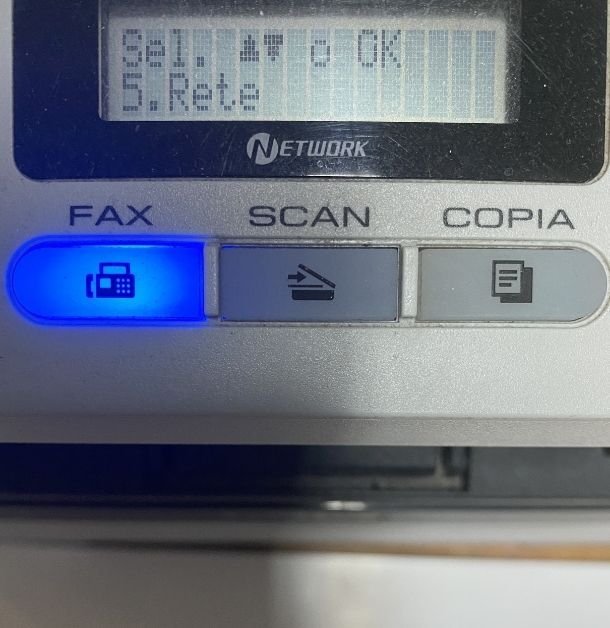 Sel. ▲▼ o OK
5.Rete
NETWORK
FAX SCAN COPIA